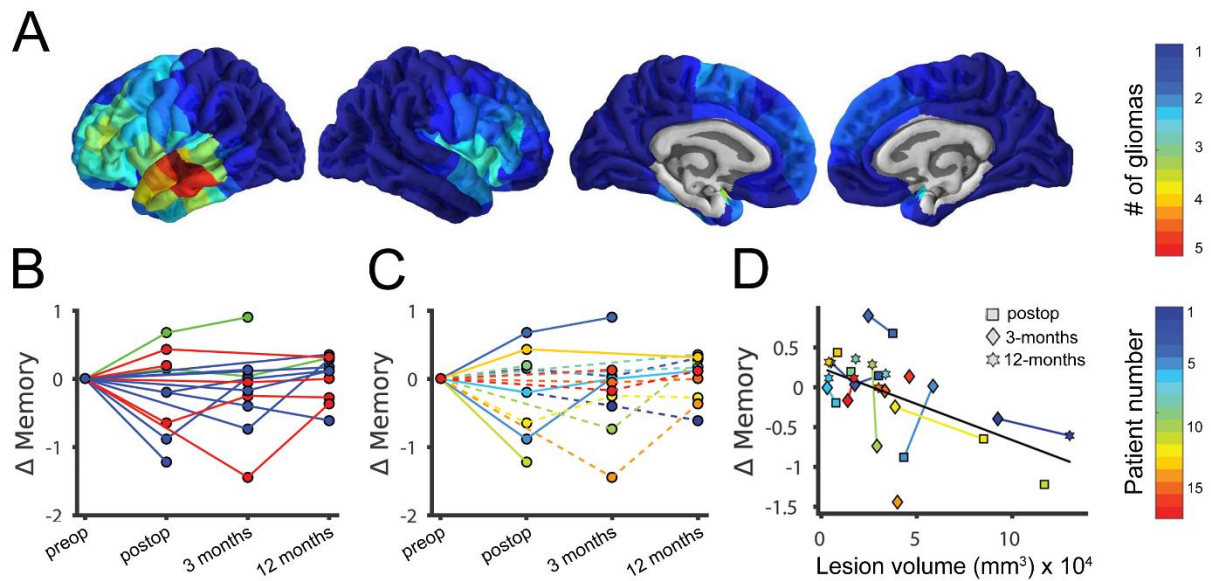 A
# of gliomas
1
2
3
4
5
B
Δ Memory
1
0
-1
-2
preop
postop
3 months
12 months
C
Δ Memory
1
0
-1
-2
preop
postop
3 months
12 months
D
Δ Memory
0.5
0
-0.5
-1
-1.5
0
5
10
Lesion volume (mm³) x 10⁴
postop
3-months
12-months
Patient number
1
5
10
15